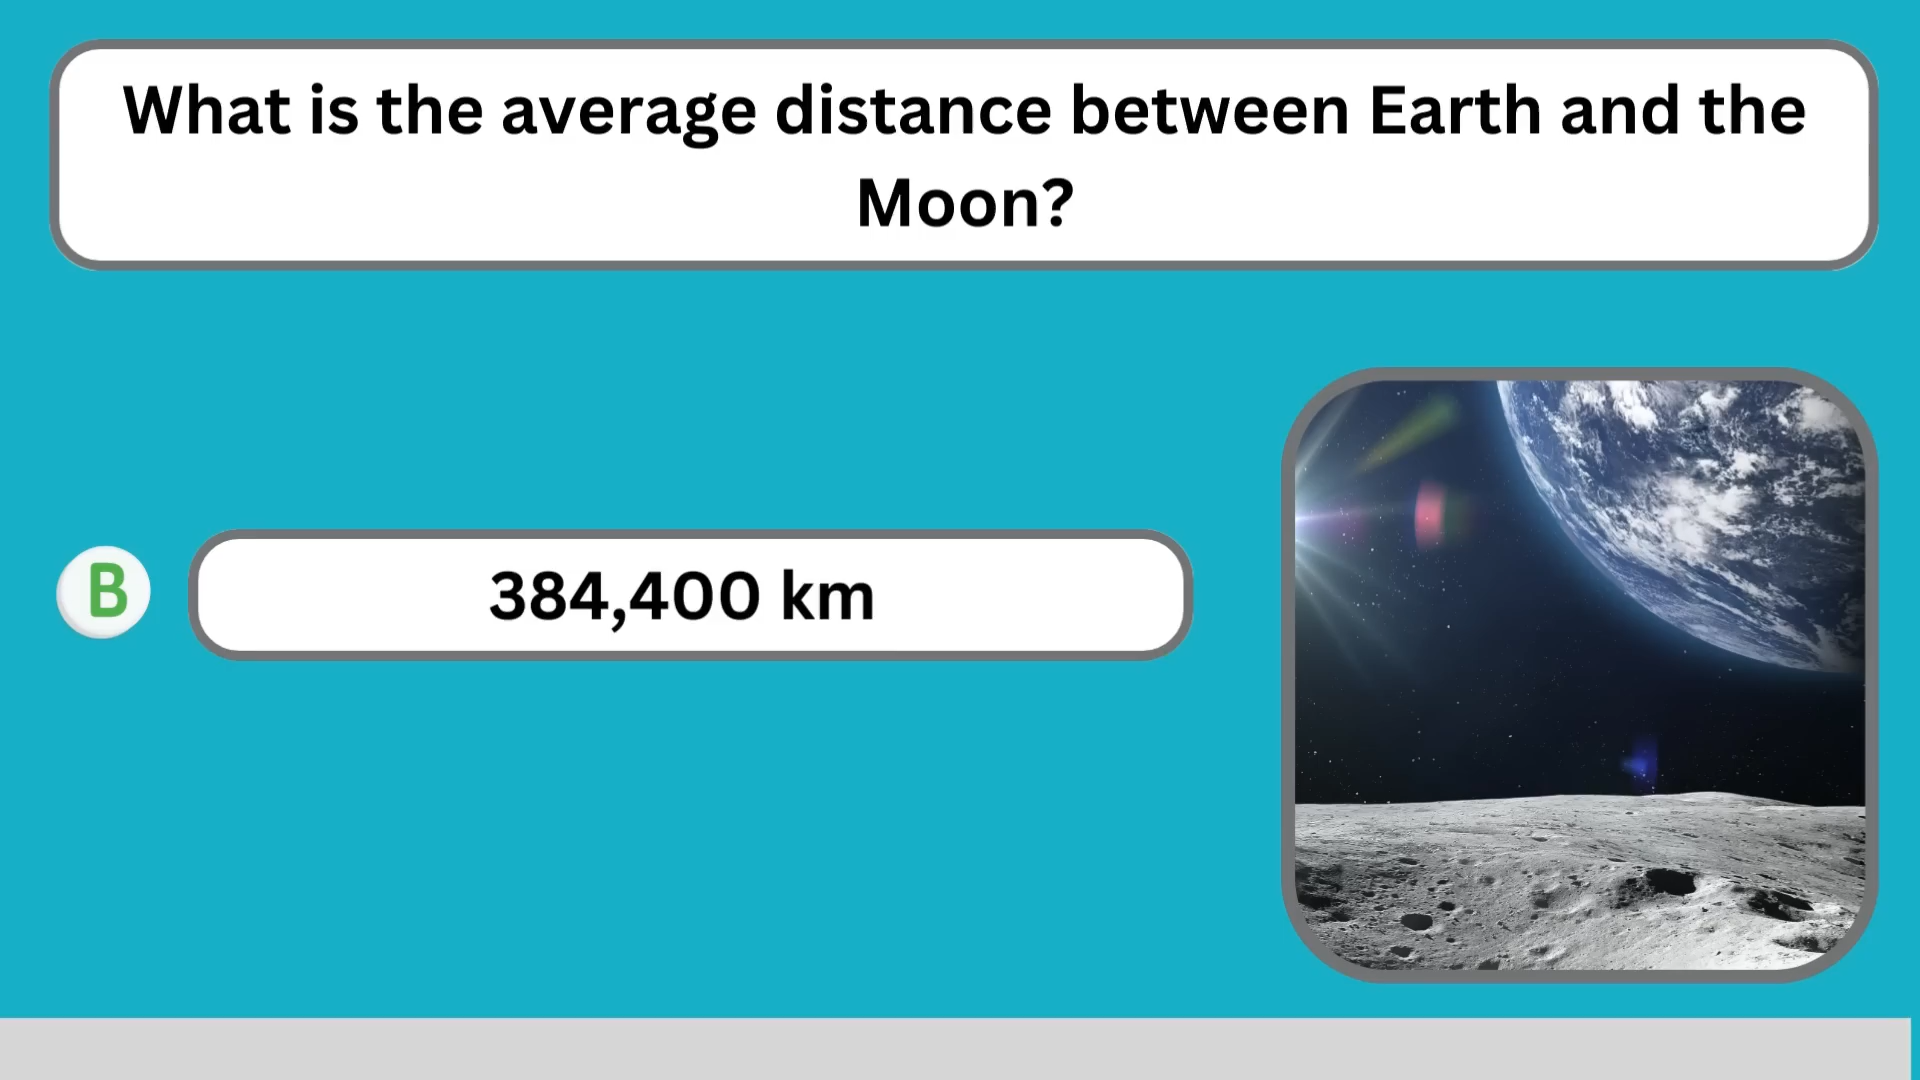 What is the average distance between Earth and the
Moon?
B
384,400 km